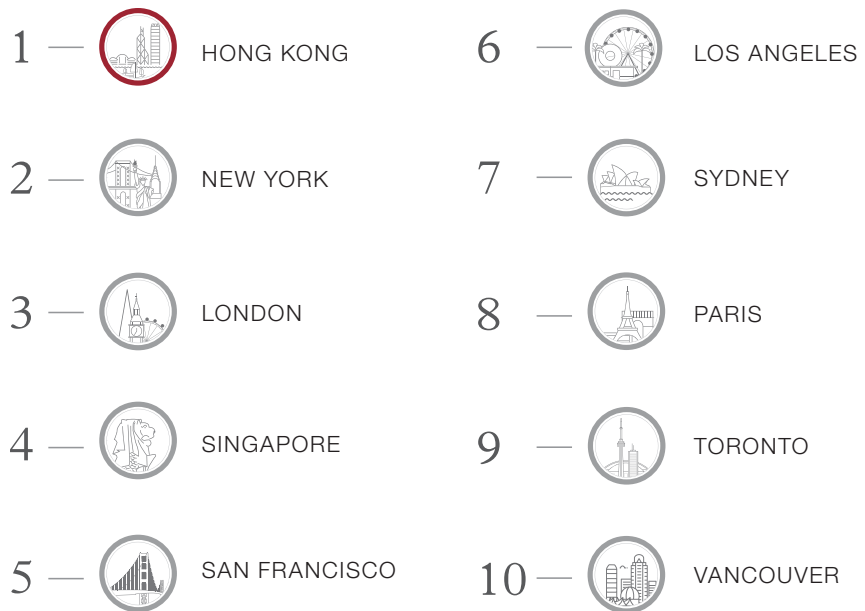 1 — HONG KONG
2 — NEW YORK
3 — LONDON
4 — SINGAPORE
5 — SAN FRANCISCO
6 — LOS ANGELES
7 — SYDNEY
8 — PARIS
9 — TORONTO
10 — VANCOUVER